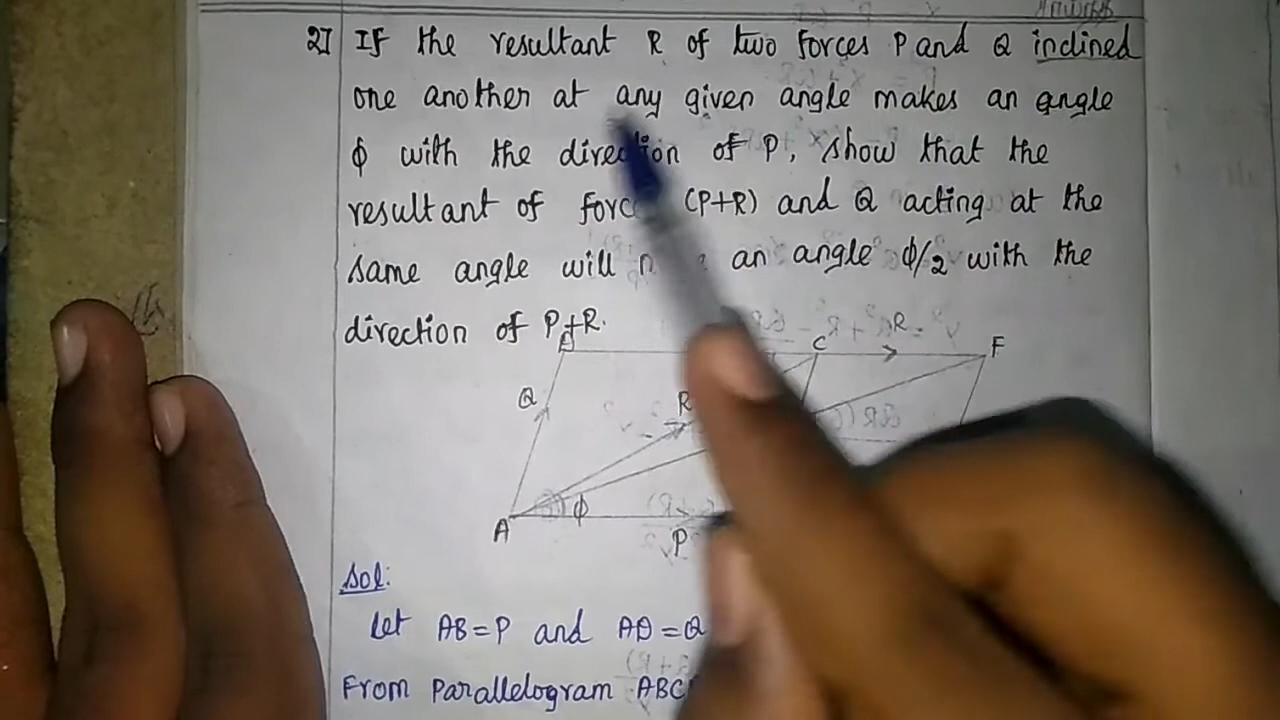 27 If the resultant R of two forces P and Q inclined
one another at any given angle makes an angle
ϕ with the direction of P, show that the
resultant of (P+R) and Q acting at the
same angle will an angle ϕ/2 with the
direction of P+R.
C R F
Q R
A ϕ
P
Sol:
Let AB=P and AD=Q
From Parallelogram